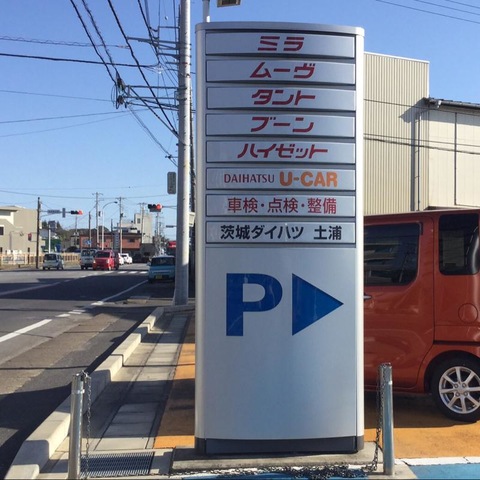 ミラ
ムーヴ
タント
ブーン
ハイゼット
DAIHATSU U-CAR
車検・点検・整備
茨城ダイハツ 土浦
P